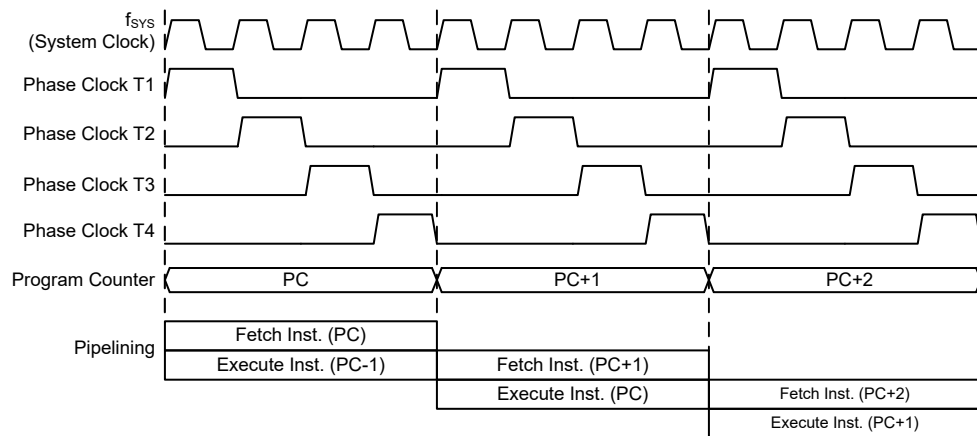 fSYS
(System Clock)
Phase Clock T1
Phase Clock T2
Phase Clock T3
Phase Clock T4
Program Counter PC PC+1 PC+2
Pipelining
Fetch Inst. (PC)
Execute Inst. (PC-1) Fetch Inst. (PC+1)
Execute Inst. (PC) Fetch Inst. (PC+2)
Execute Inst. (PC+1)